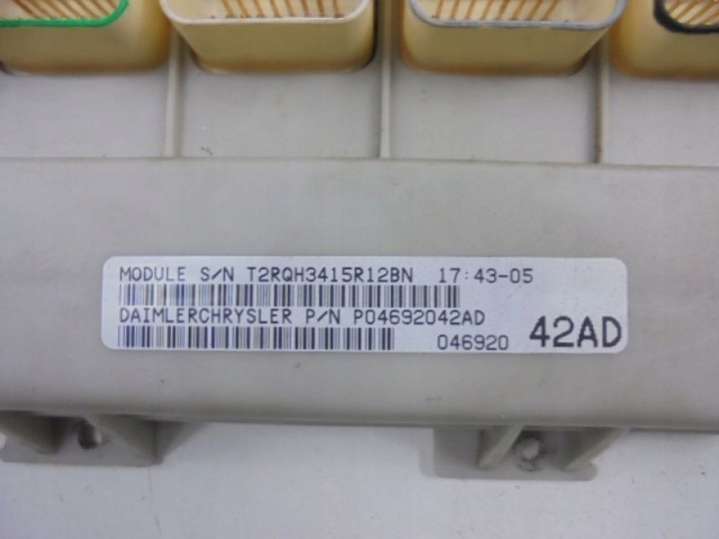 MODULE S/N T2RQH3415R12BN 17:43-05
DAIMLERCHRYSLER P/N P04692042AD
046920 42AD